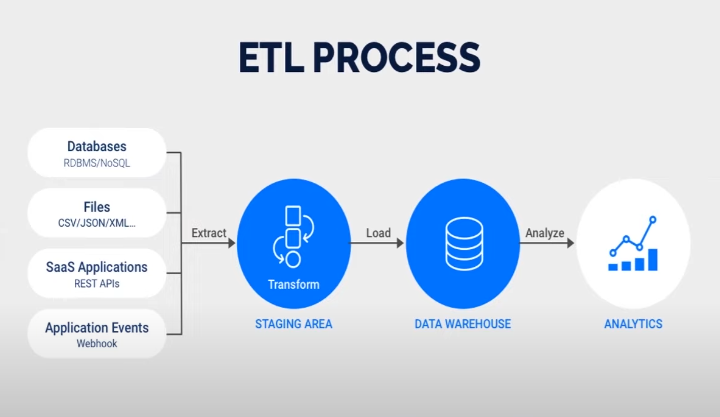 ETL PROCESS
Databases
RDBMS/NoSQL
Files
CSV/JSON/XML...
SaaS Applications
REST APIs
Application Events
Webhook
Extract
Transform
STAGING AREA
Load
DATA WAREHOUSE
Analyze
ANALYTICS